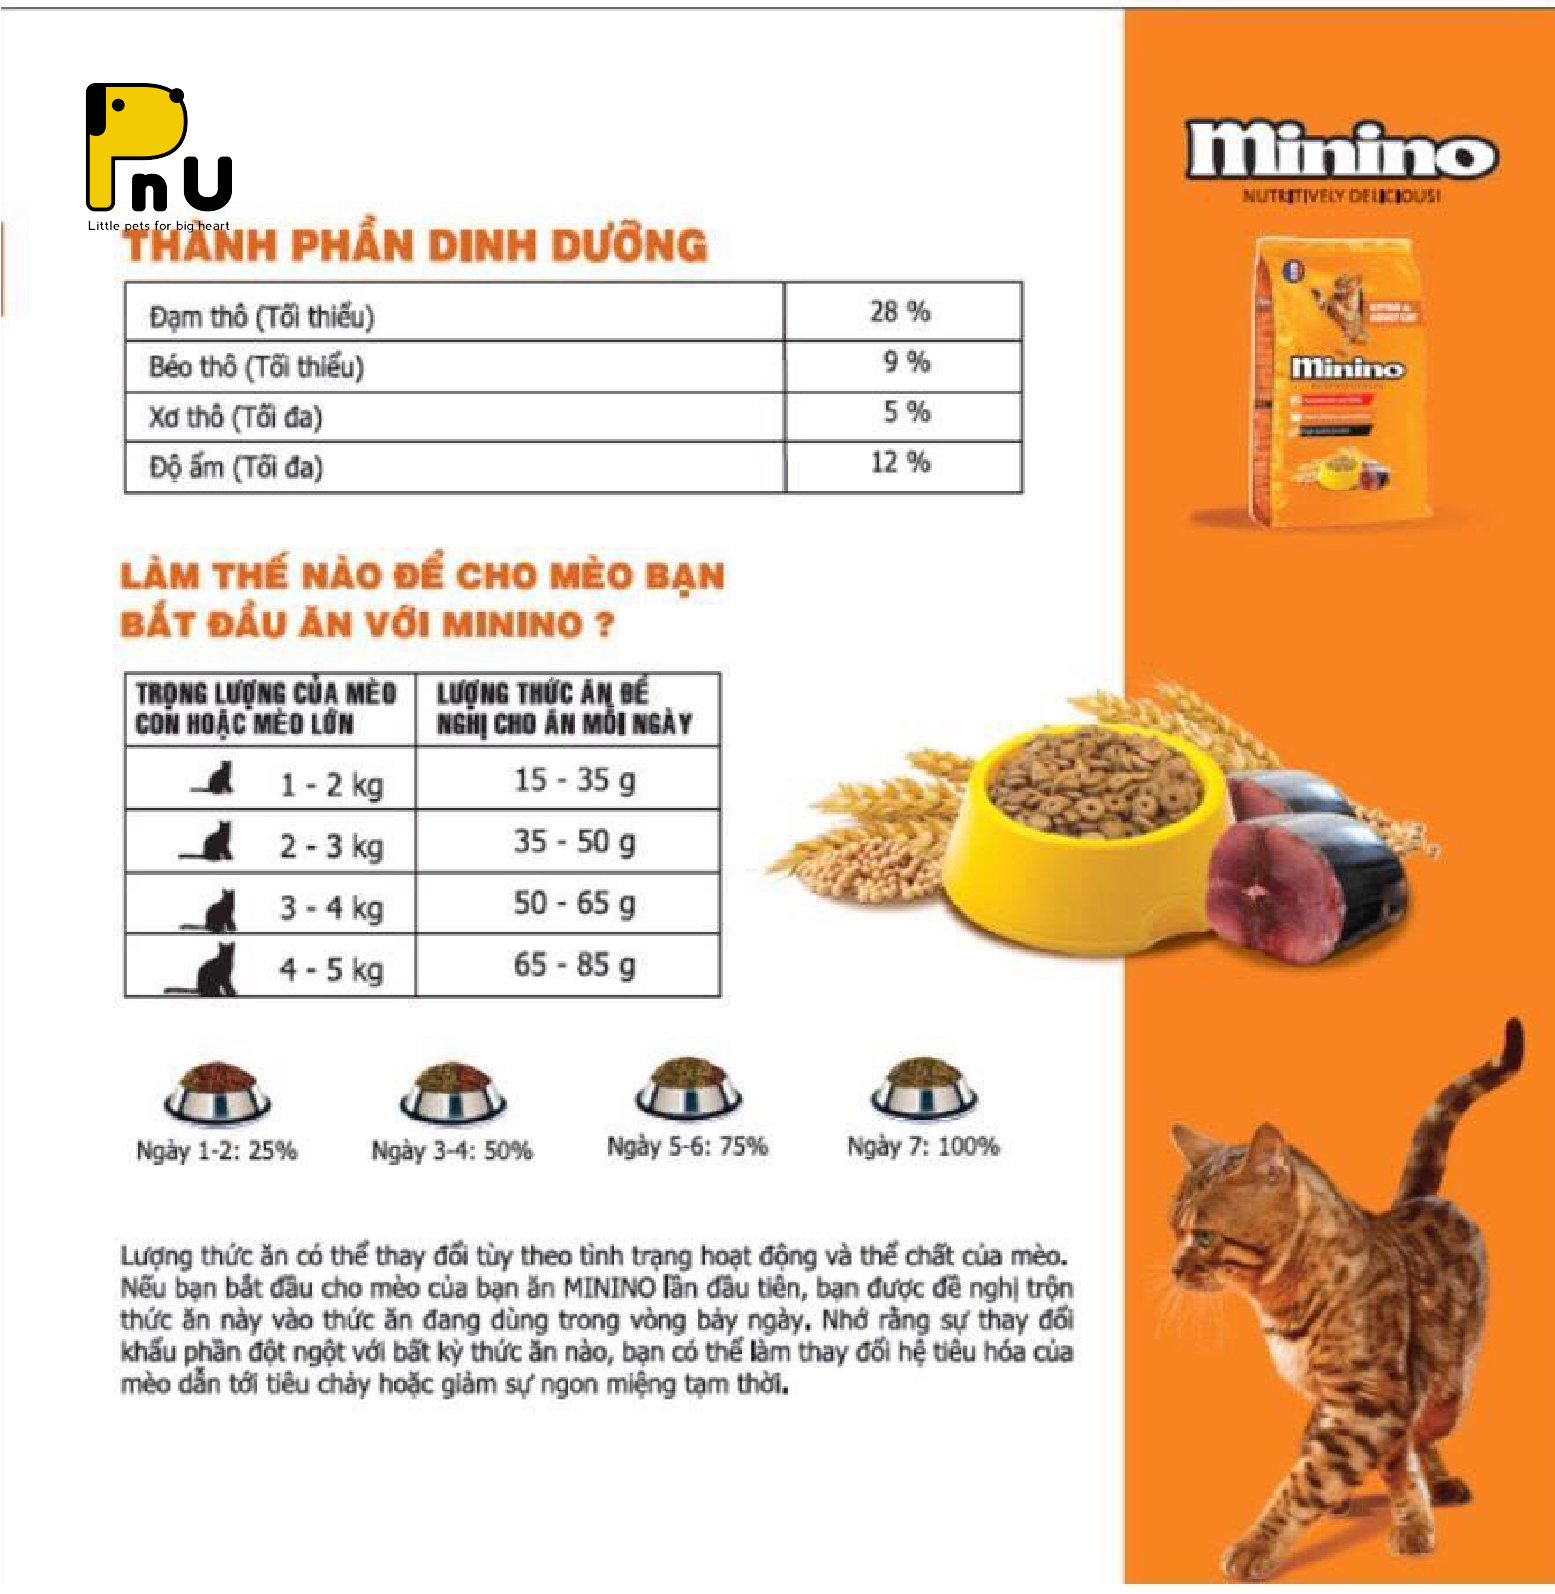 PnU
Little pets for big heart
THÀNH PHẦN DINH DƯỠNG
Đạm thô (Tối thiểu) 28 %
Béo thô (Tối thiểu) 9 %
Xơ thô (Tối đa) 5 %
Độ ẩm (Tối đa) 12 %
LÀM THẾ NÀO ĐỂ CHO MÈO BẠN
BẮT ĐẦU ĂN VỚI MININO ?
TRỌNG LƯỢNG CỦA MÈO
CON HOẶC MÈO LỚN
LƯỢNG THỨC ĂN ĐỀ
NGHỊ CHO ĂN MỖI NGÀY
1 - 2 kg 15 - 35 g
2 - 3 kg 35 - 50 g
3 - 4 kg 50 - 65 g
4 - 5 kg 65 - 85 g
Ngày 1-2: 25%
Ngày 3-4: 50%
Ngày 5-6: 75%
Ngày 7: 100%
Lượng thức ăn có thể thay đổi tùy theo tình trạng hoạt động và thể chất của mèo.
Nếu bạn bắt đầu cho mèo của bạn ăn MININO lần đầu tiên, bạn được đề nghị trộn
thức ăn này vào thức ăn đang dùng trong vòng bảy ngày. Nhớ rằng sự thay đổi
khẩu phần đột ngột với bất kỳ thức ăn nào, bạn có thể làm thay đổi hệ tiêu hóa của
mèo dẫn tới tiêu chảy hoặc giảm sự ngon miệng tạm thời.
minino
NUTRITIVELY DELICIOUS!
minino